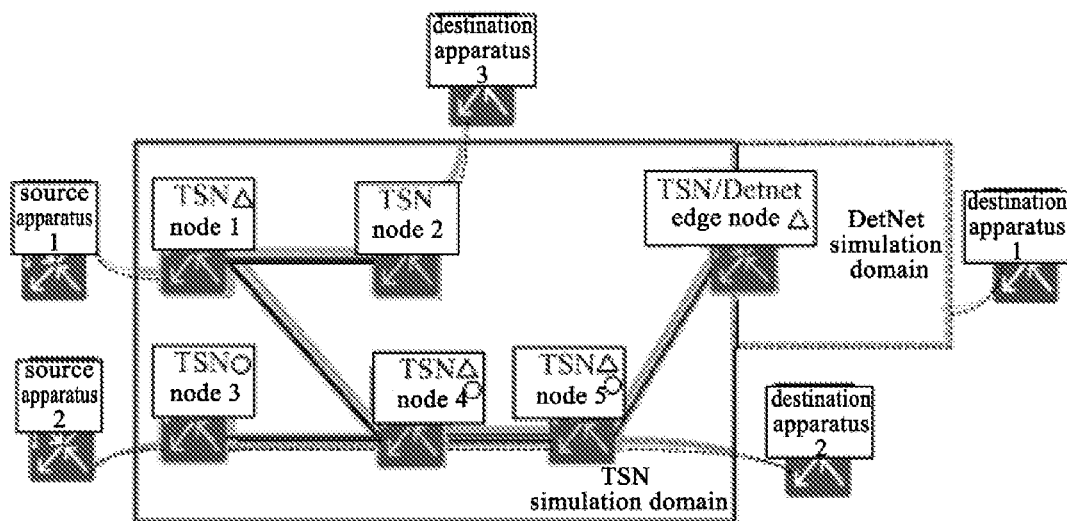 destination
apparatus
3
source
apparatus
1
TSN
node 1
TSN
node 2
TSN/Detnet
edge node
DetNet
simulation
domain
destination
apparatus
1
source
apparatus
2
TSN
node 3
TSN
node 4
TSN
node 5
destination
apparatus
2
TSN
simulation domain